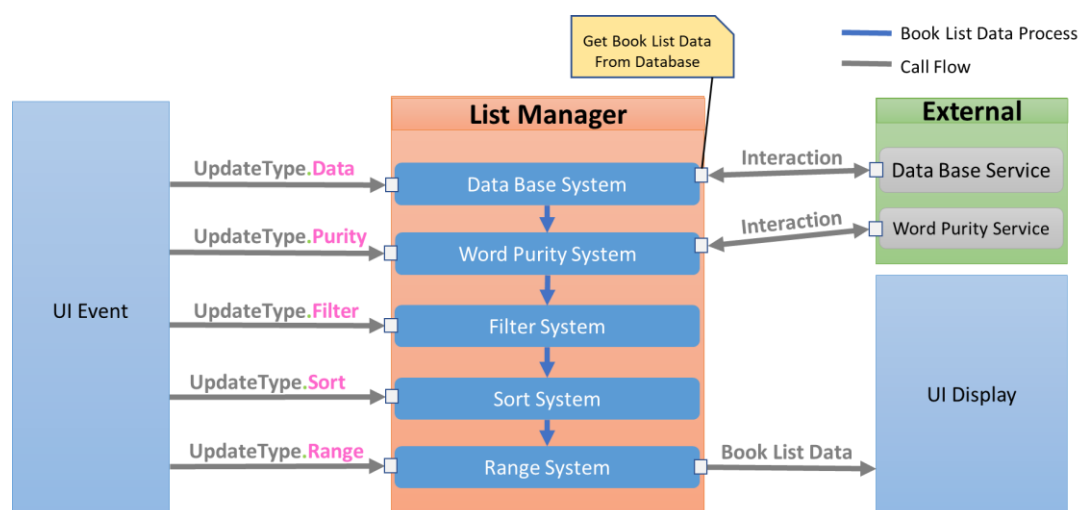 Get Book List Data
From Database
Book List Data Process
Call Flow
List Manager
External
UpdateType.Data
Data Base System
Interaction
Data Base Service
UpdateType.Purity
Word Purity System
Interaction
Word Purity Service
UI Event
UpdateType.Filter
Filter System
UpdateType.Sort
Sort System
UI Display
UpdateType.Range
Range System
Book List Data